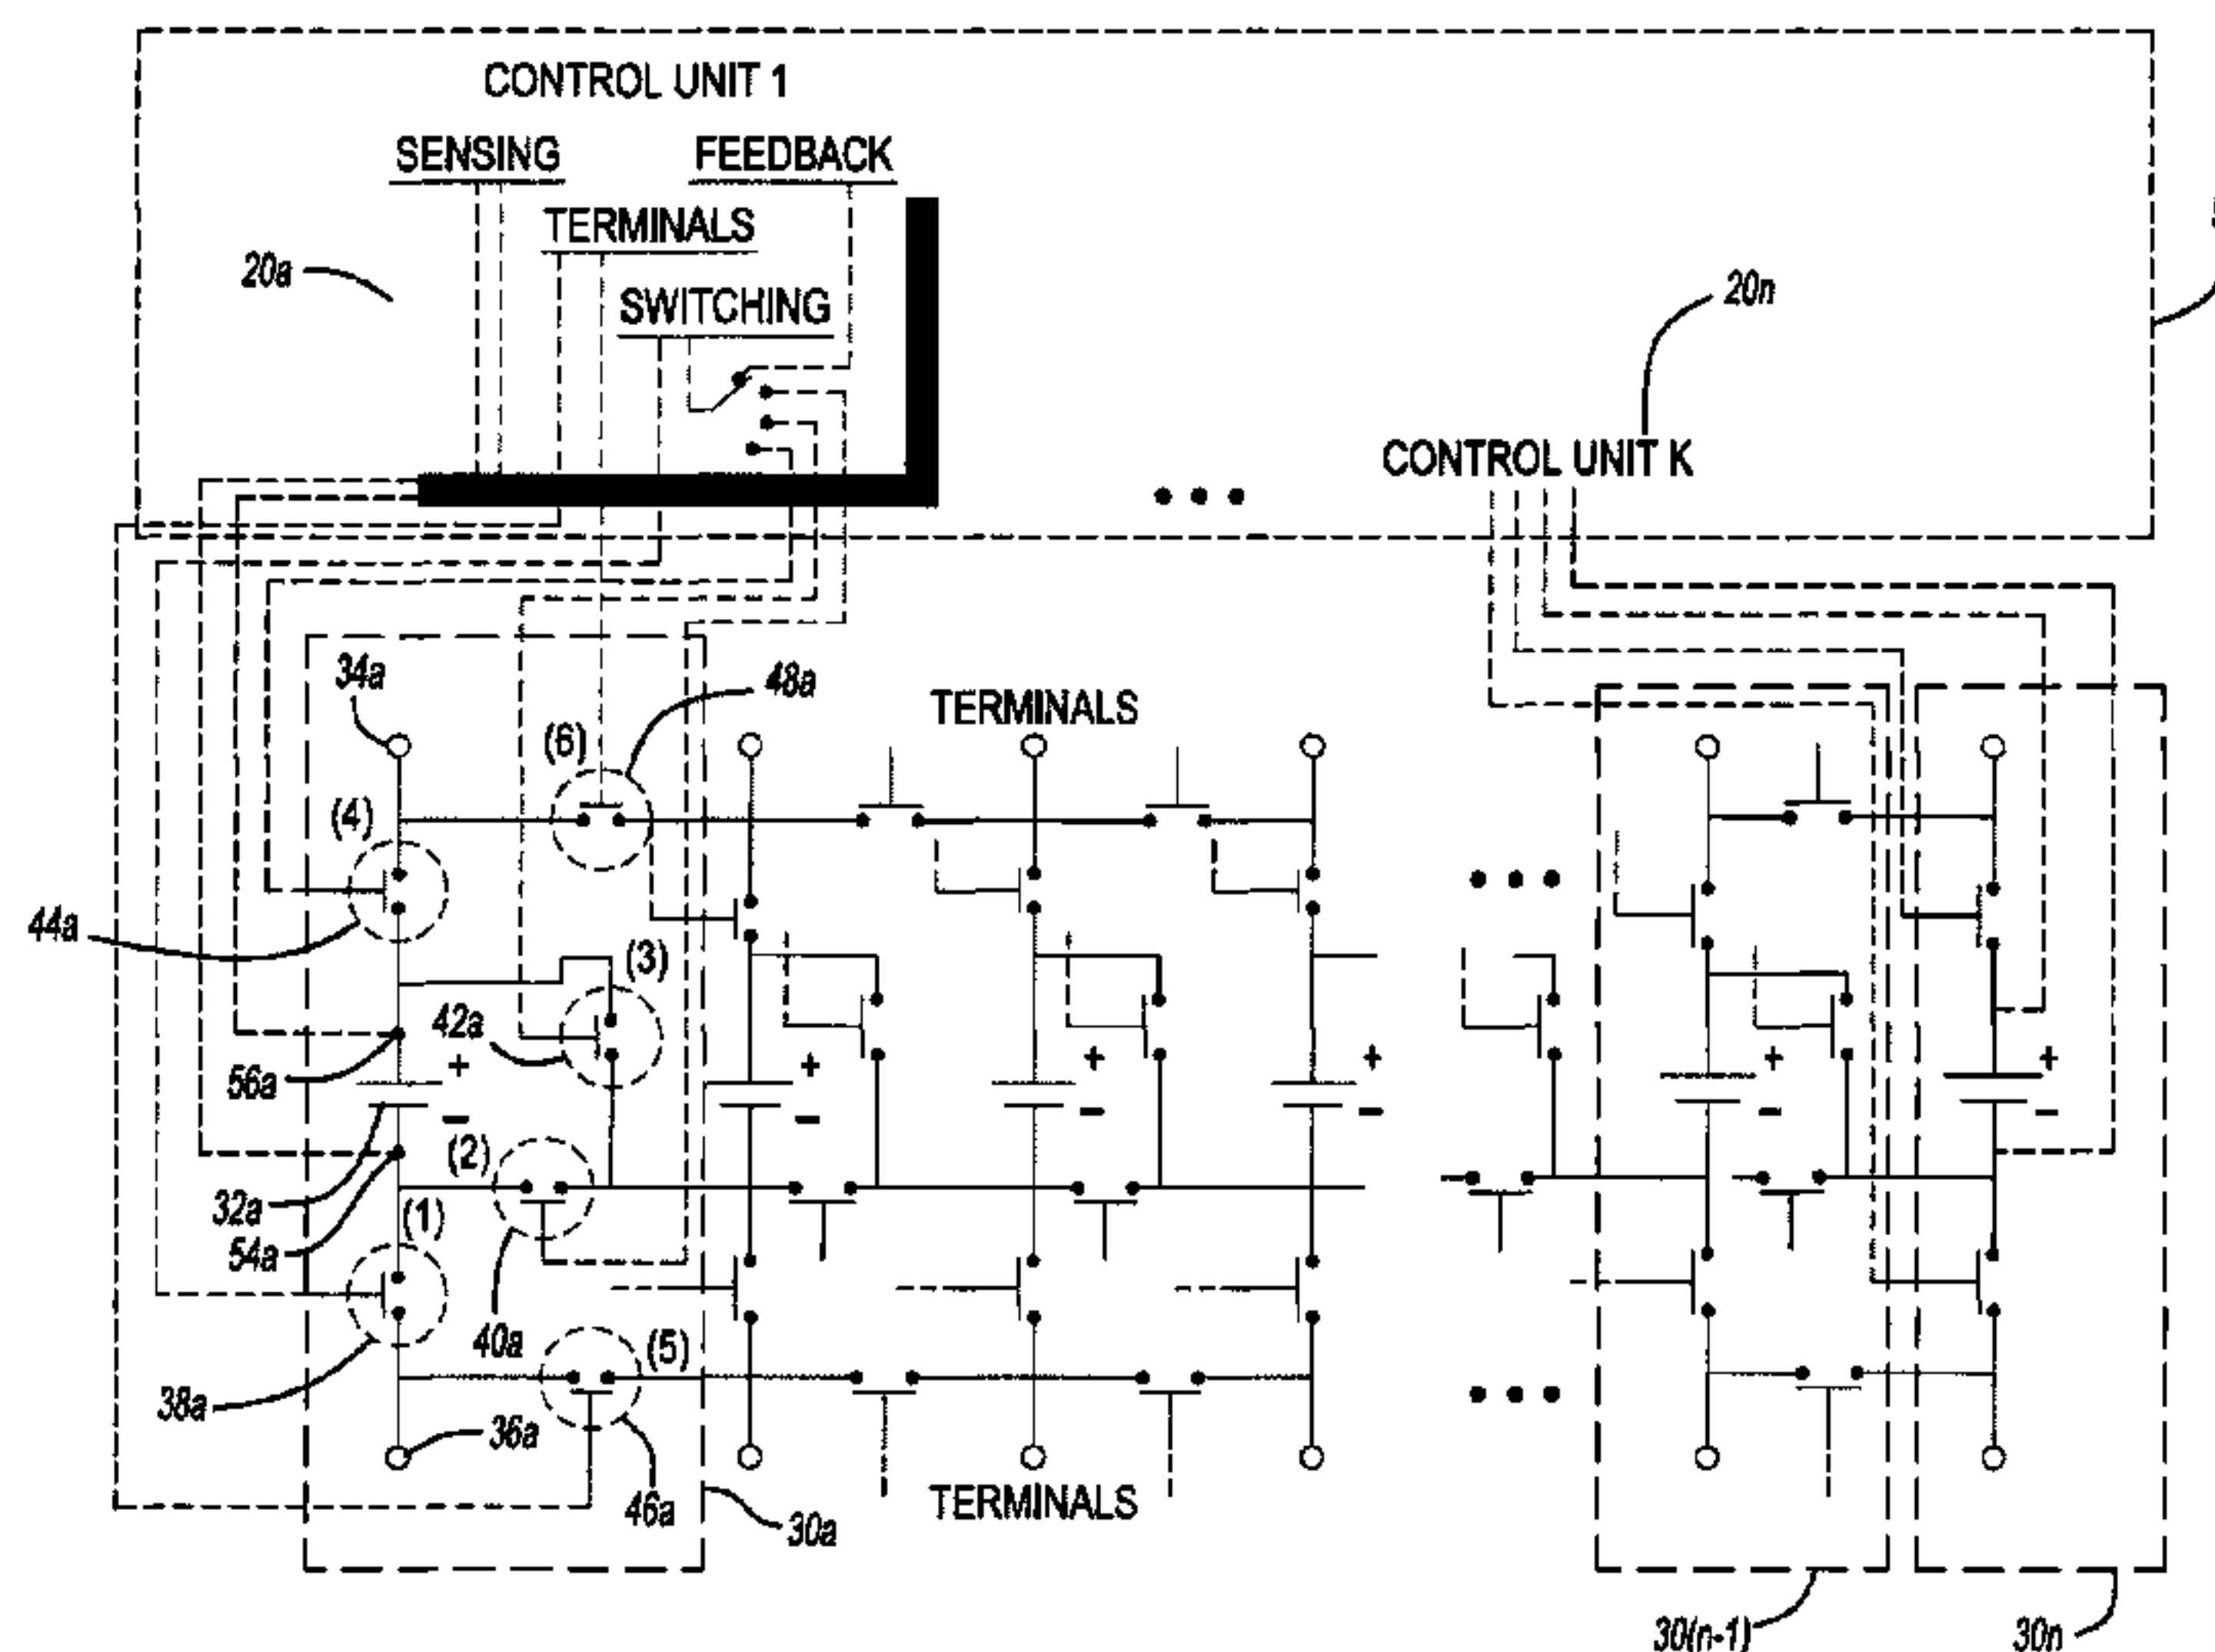 CONTROL UNIT 1
SENSING
FEEDBACK
TERMINALS
20a
SWITCHING
20n
CONTROL UNIT K
34a
48a
TERMINALS
(6)
(4)
44a
(3)
42a
56a
+
+
+
+
+
+
−
−
−
−
−
−
(2)
32a
(1)
54a
40a
(5)
38a
36a
46a
TERMINALS
30a
30(n-1)
30n